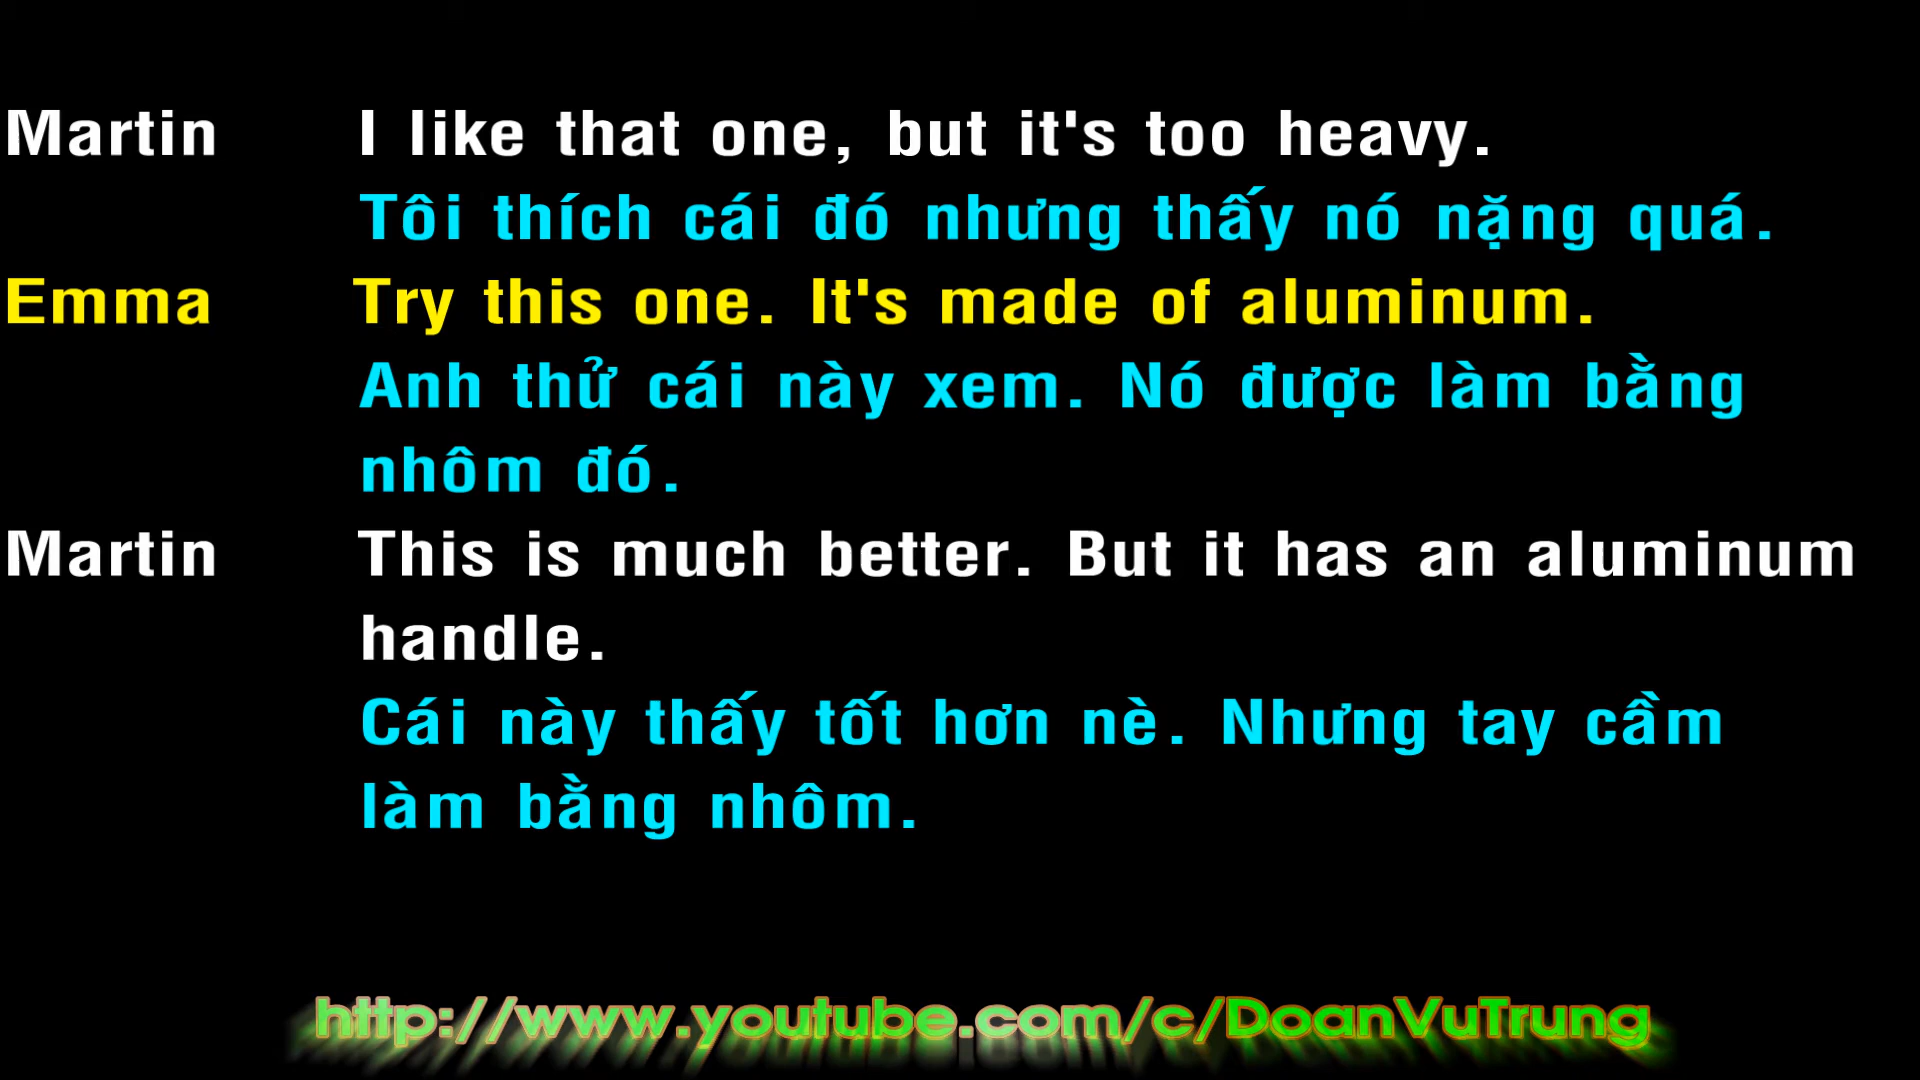 Martin I like that one, but it's too heavy.
Tôi thích cái đó nhưng thấy nó nặng quá.
Emma Try this one. It's made of aluminum.
Anh thử cái này xem. Nó được làm bằng
nhôm đó.
Martin This is much better. But it has an aluminum
handle.
Cái này thấy tốt hơn nè. Nhưng tay cầm
làm bằng nhôm.
http://www.youtube.com/c/DoanVuTrung